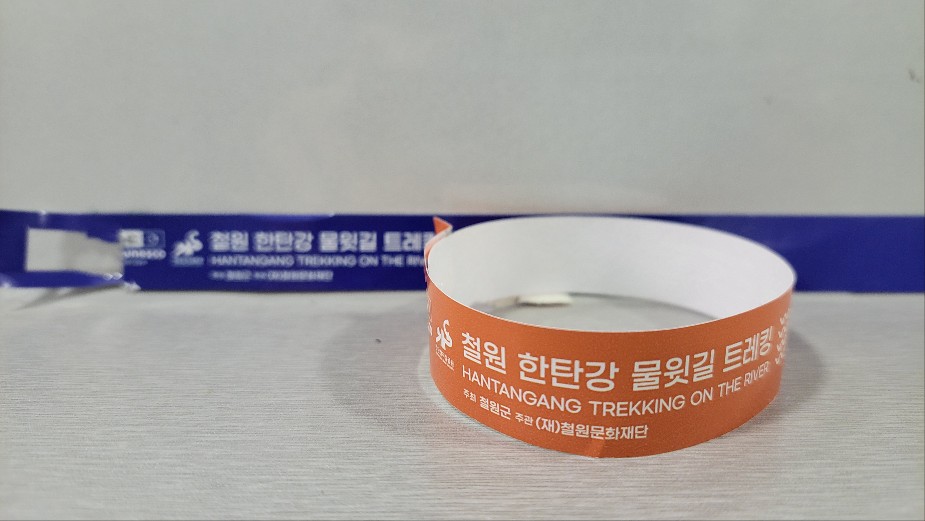 unesco
철원 한탄강 물윗길 트레
HANTANGANG TREKKING ON THE RIV
철원 한탄강 물윗길 트레킹
HANTANGANG TREKKING ON THE RIVER
주최 철원군 주관 (재)철원문화재단